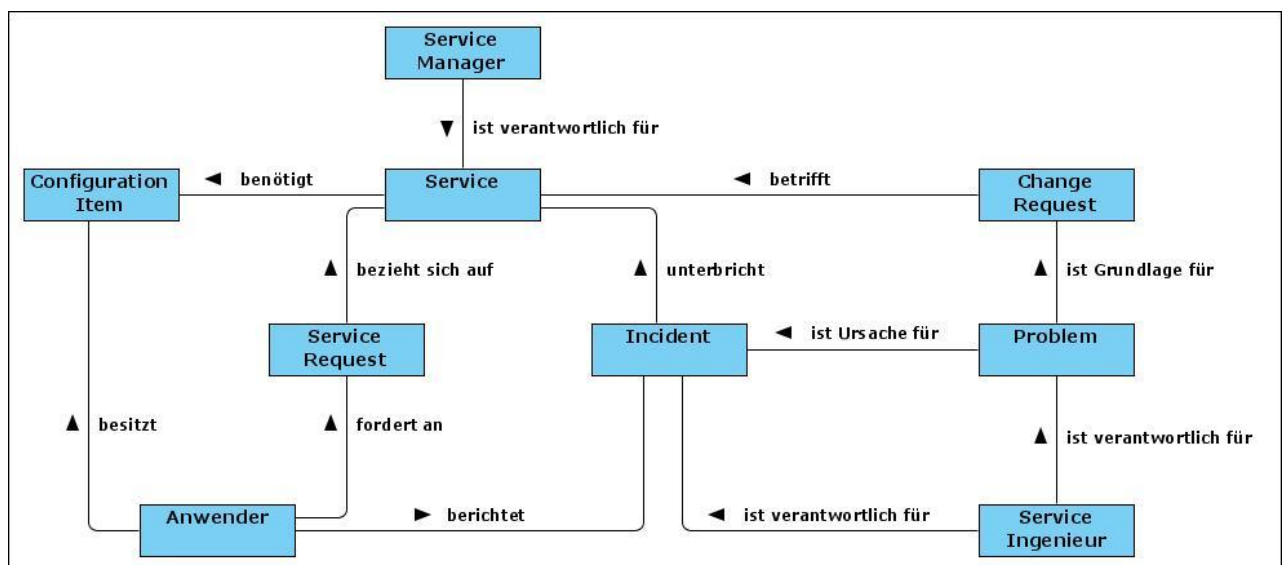 Service
Manager
ist verantwortlich für
Configuration
Item
benötigt
Service
betrifft
Change
Request
bezieht sich auf
unterbricht
ist Grundlage für
Service
Request
Incident
ist Ursache für
Problem
besitzt
fordert an
ist verantwortlich für
Anwender
berichtet
ist verantwortlich für
Service
Ingenieur